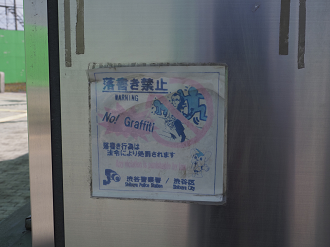 落書き禁止
WARNING
No! Graffiti
落書き行為は
法令により処罰されます
渋谷警察署 / 渋谷区
Shibuya Police Station / Shibuya City